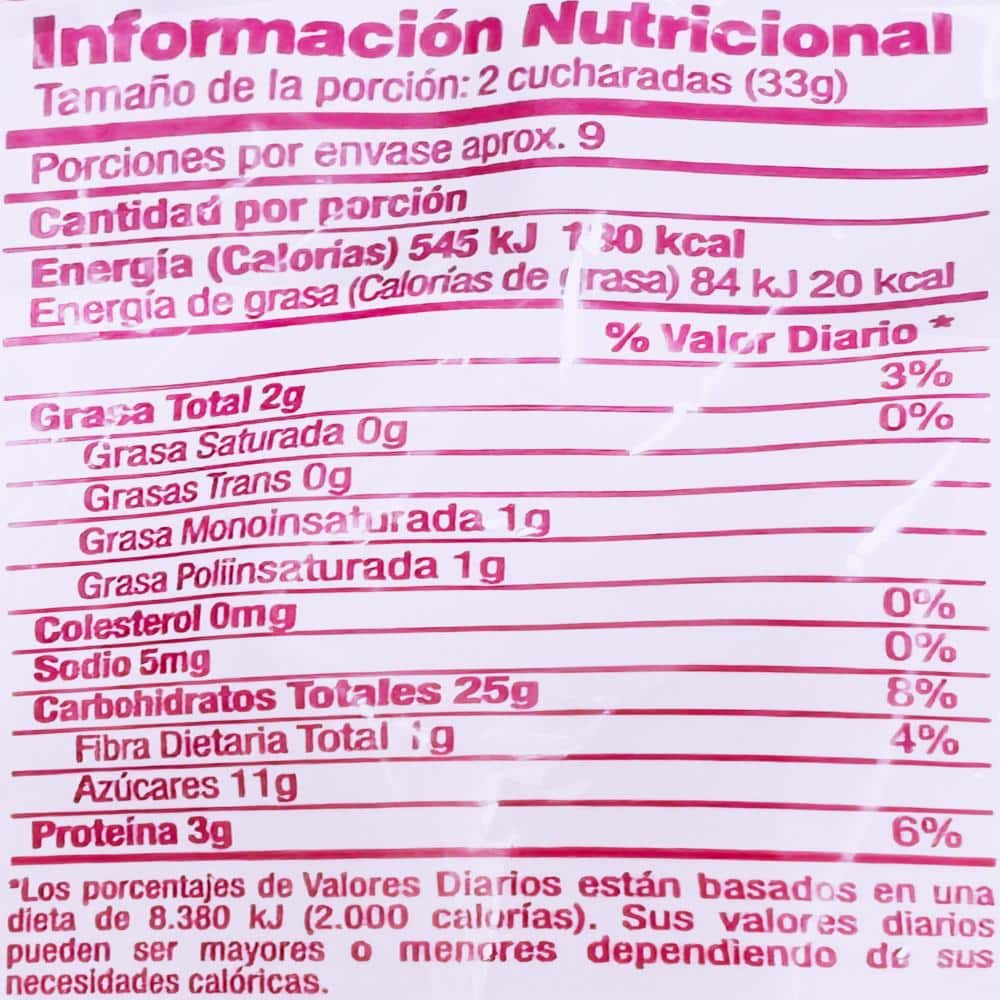 Información Nutricional
Tamaño de la porción: 2 cucharadas (33g)
Porciones por envase aprox. 9
Cantidad por porción
Energía (Calorías) 545 kJ 130 kcal
Energía de grasa (Calorías de grasa) 84 kJ 20 kcal
% Valor Diario *
Grasa Total 2g 3%
Grasa Saturada 0g 0%
Grasas Trans 0g
Grasa Monoinsaturada 1g
Grasa Poliinsaturada 1g
Colesterol 0mg 0%
Sodio 5mg 0%
Carbohidratos Totales 25g 8%
Fibra Dietaria Total 1g 4%
Azúcares 11g
Proteína 3g 6%
*Los porcentajes de Valores Diarios están basados en una
dieta de 8.380 kJ (2.000 calorías). Sus valores diarios
pueden ser mayores o menores dependiendo de sus
necesidades calóricas.